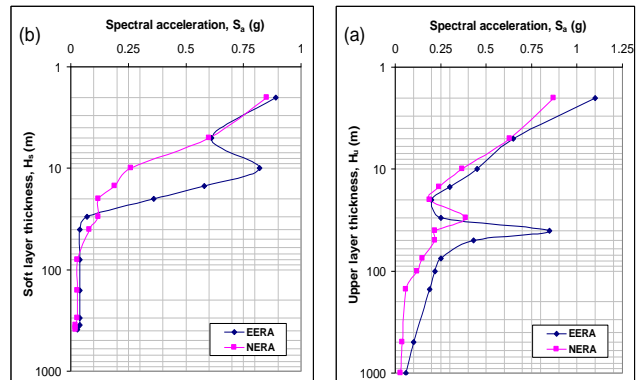 Spectral acceleration, Sa (g)
(b)
0 0.25 0.5 0.75 1
1
10
100
1000
Soft layer thickness, Hs (m)
EERA
NERA
Spectral acceleration, Sa (g)
(a)
0 0.25 0.5 0.75 1 1.25
1
10
100
1000
Upper layer thickness, Hu (m)
EERA
NERA